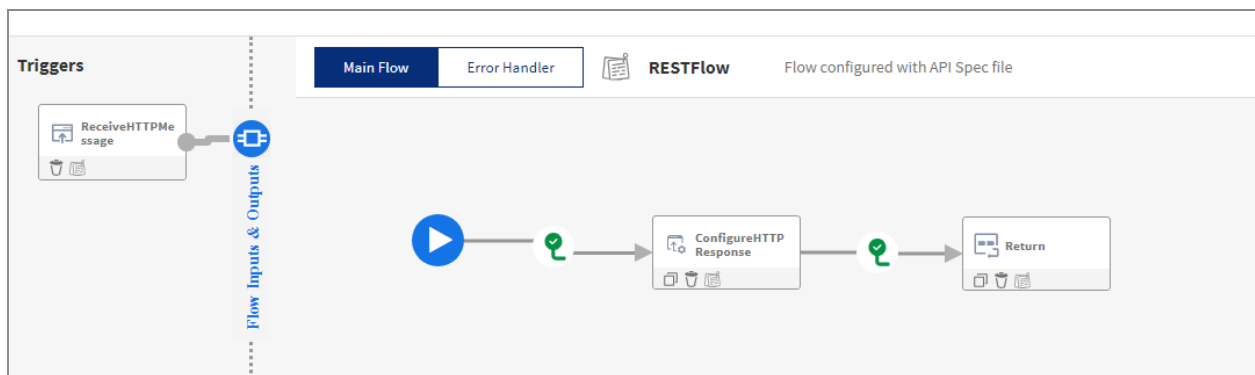 Triggers
Main Flow
Error Handler
RESTFlow
Flow configured with API Spec file
ReceiveHTTPMe
ssage
Flow Inputs & Outputs
ConfigureHTTP
Response
Return